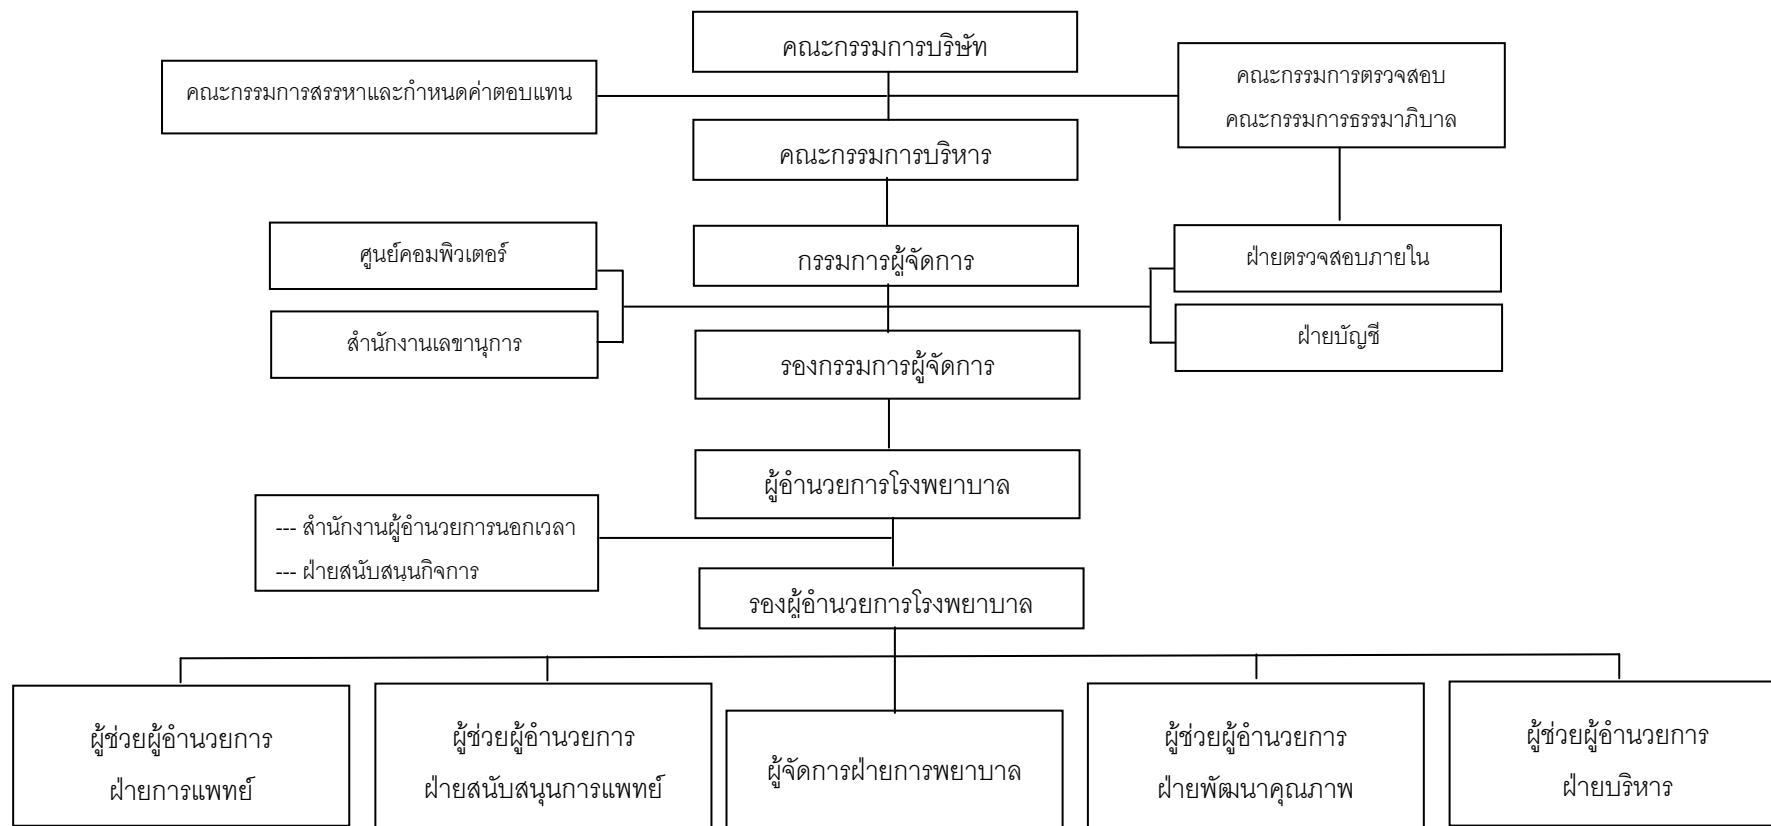 คณะกรรมการบริษัท
คณะกรรมการสรรหาและกำหนดค่าตอบแทน
คณะกรรมการตรวจสอบ
คณะกรรมการธรรมาภิบาล
คณะกรรมการบริหาร
ศูนย์คอมพิวเตอร์
กรรมการผู้จัดการ
ฝ่ายตรวจสอบภายใน
สำนักงานเลขานุการ
รองกรรมการผู้จัดการ
ฝ่ายบัญชี
ผู้อำนวยการโรงพยาบาล
--- สำนักงานผู้อำนวยการนอกเวลา
--- ฝ่ายสนับสนุนกิจการ
รองผู้อำนวยการโรงพยาบาล
ผู้ช่วยผู้อำนวยการ
ฝ่ายการแพทย์
ผู้ช่วยผู้อำนวยการ
ฝ่ายสนับสนุนการแพทย์
ผู้จัดการฝ่ายการพยาบาล
ผู้ช่วยผู้อำนวยการ
ฝ่ายพัฒนาคุณภาพ
ผู้ช่วยผู้อำนวยการ
ฝ่ายบริหาร